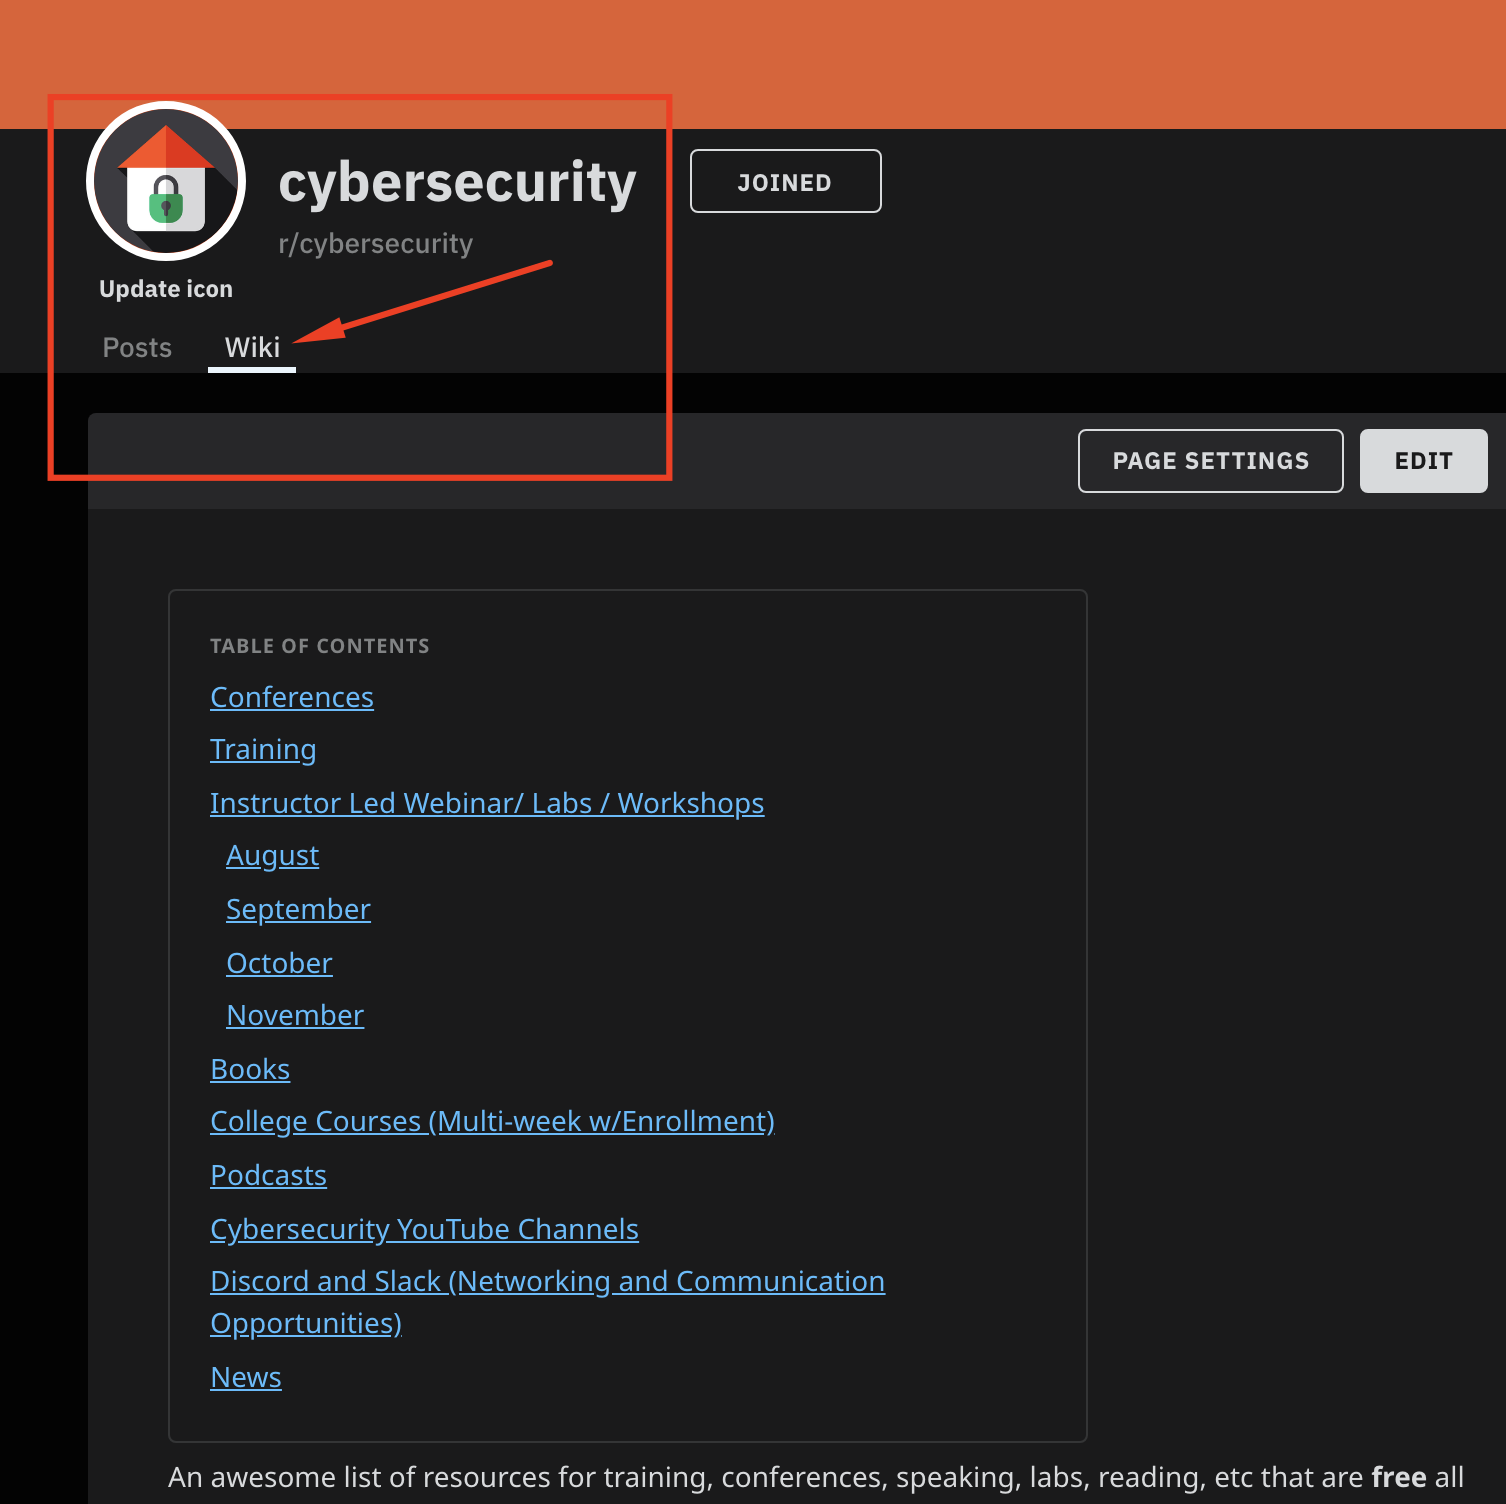 cybersecurity
JOINED
r/cybersecurity
Update icon
Posts
Wiki
PAGE SETTINGS
EDIT
TABLE OF CONTENTS
Conferences
Training
Instructor Led Webinar/ Labs / Workshops
August
September
October
November
Books
College Courses (Multi-week w/Enrollment)
Podcasts
Cybersecurity YouTube Channels
Discord and Slack (Networking and Communication
Opportunities)
News
An awesome list of resources for training, conferences, speaking, labs, reading, etc that are free all